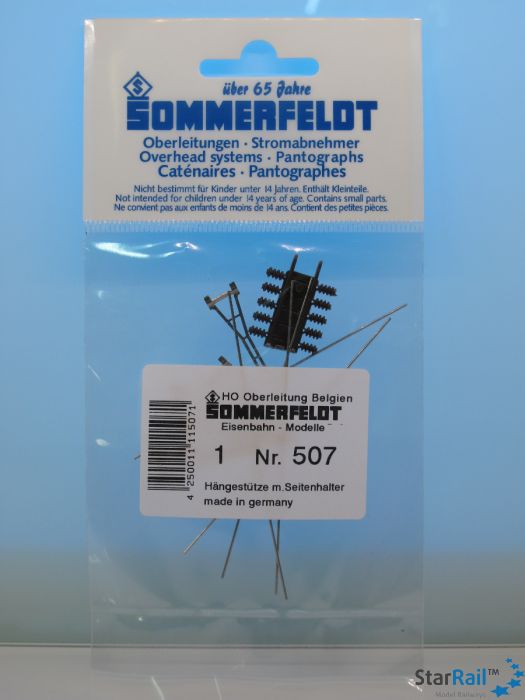 über 65 Jahre
SOMMERFELDT
Oberleitungen · Stromabnehmer
Overhead systems · Pantographs
Caténaires · Pantographes
Nicht bestimmt für Kinder unter 14 Jahren. Enthält Kleinteile.
Not intended for children under 14 years of age. Contains small parts.
Ne convient pas aux enfants de moins de 14 ans. Contient des petites pièces.
HO Oberleitung Belgien
SOMMERFELDT
Eisenbahn - Modelle
1 Nr. 507
Hängestütze m.Seitenhalter
made in germany
4 250011 115071
StarRail™
Model Railways